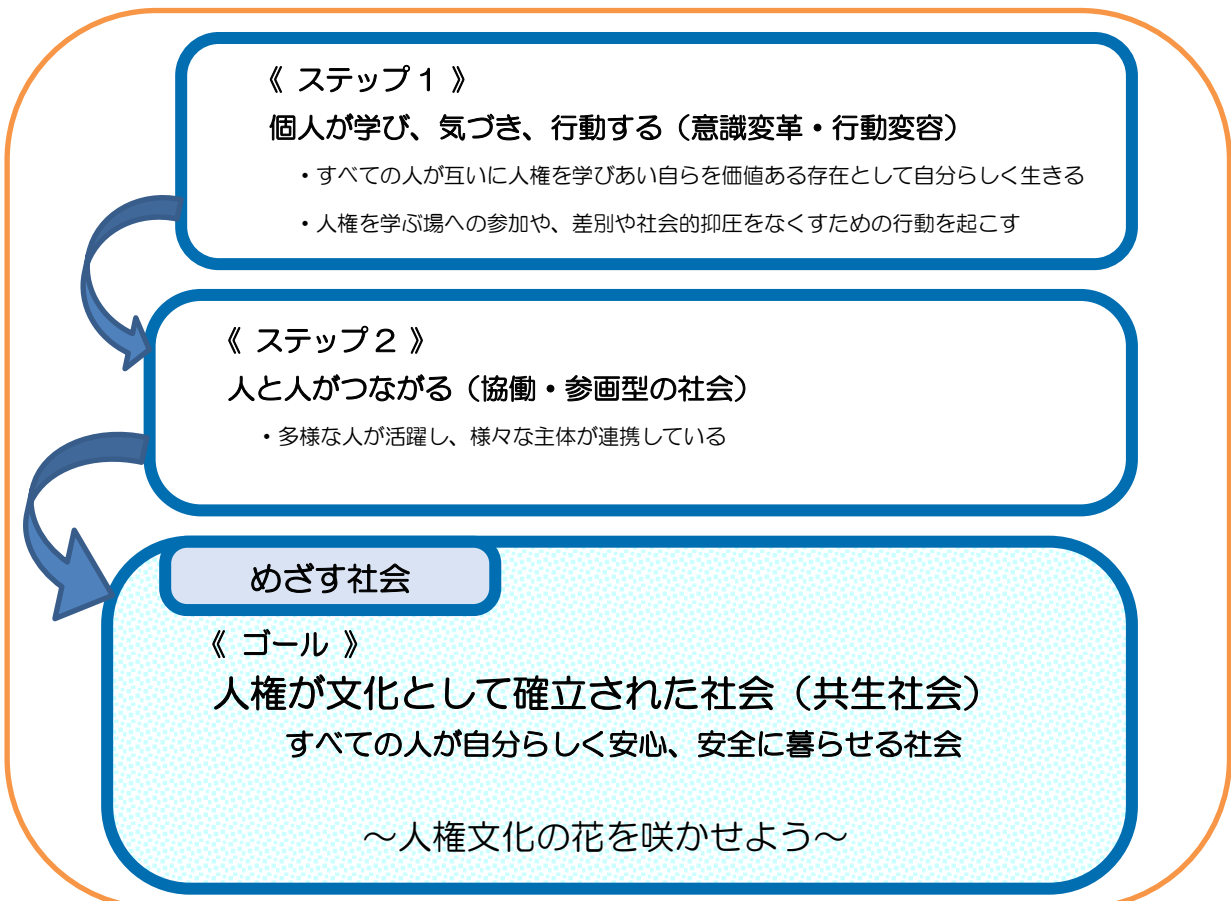 《 ステップ１ 》
個人が学び、気づき、行動する（意識変革・行動変容）
・すべての人が互いに人権を学びあい自らを価値ある存在として自分らしく生きる
・人権を学ぶ場への参加や、差別や社会的抑圧をなくすための行動を起こす
《 ステップ２ 》
人と人がつながる（協働・参画型の社会）
・多様な人が活躍し、様々な主体が連携している
めざす社会
《 ゴール 》
人権が文化として確立された社会（共生社会）
すべての人が自分らしく安心、安全に暮らせる社会
～人権文化の花を咲かせよう～